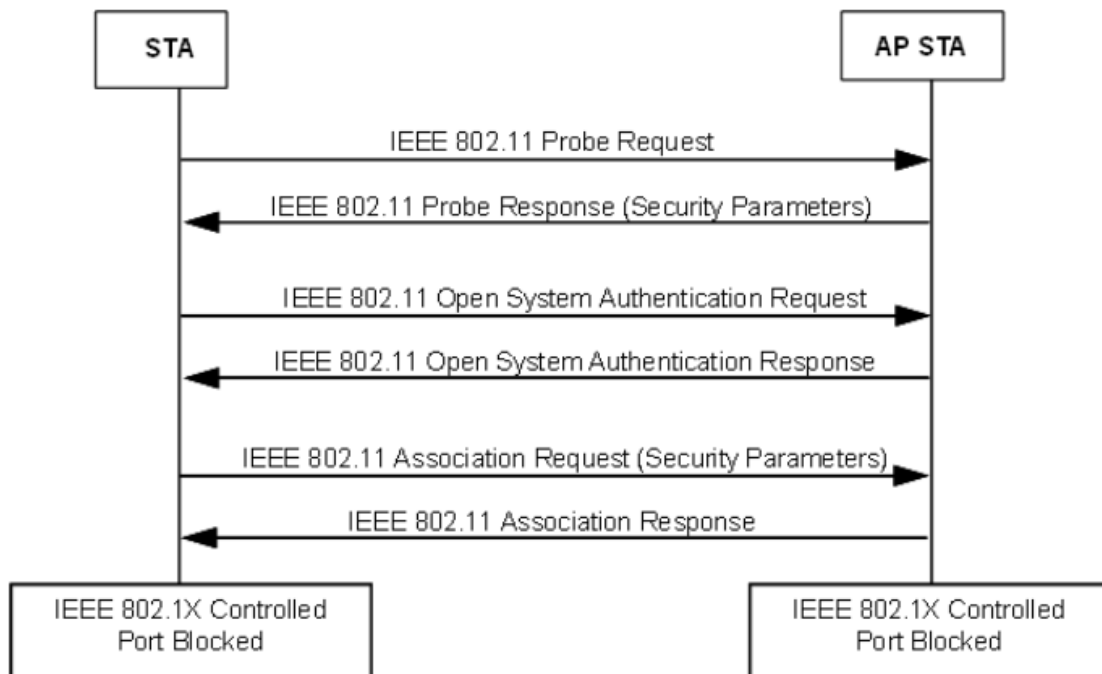 STA
AP STA
IEEE 802.11 Probe Request
IEEE 802.11 Probe Response (Security Parameters)
IEEE 802.11 Open System Authentication Request
IEEE 802.11 Open System Authentication Response
IEEE 802.11 Association Request (Security Parameters)
IEEE 802.11 Association Response
IEEE 802.1X Controlled
Port Blocked
IEEE 802.1X Controlled
Port Blocked